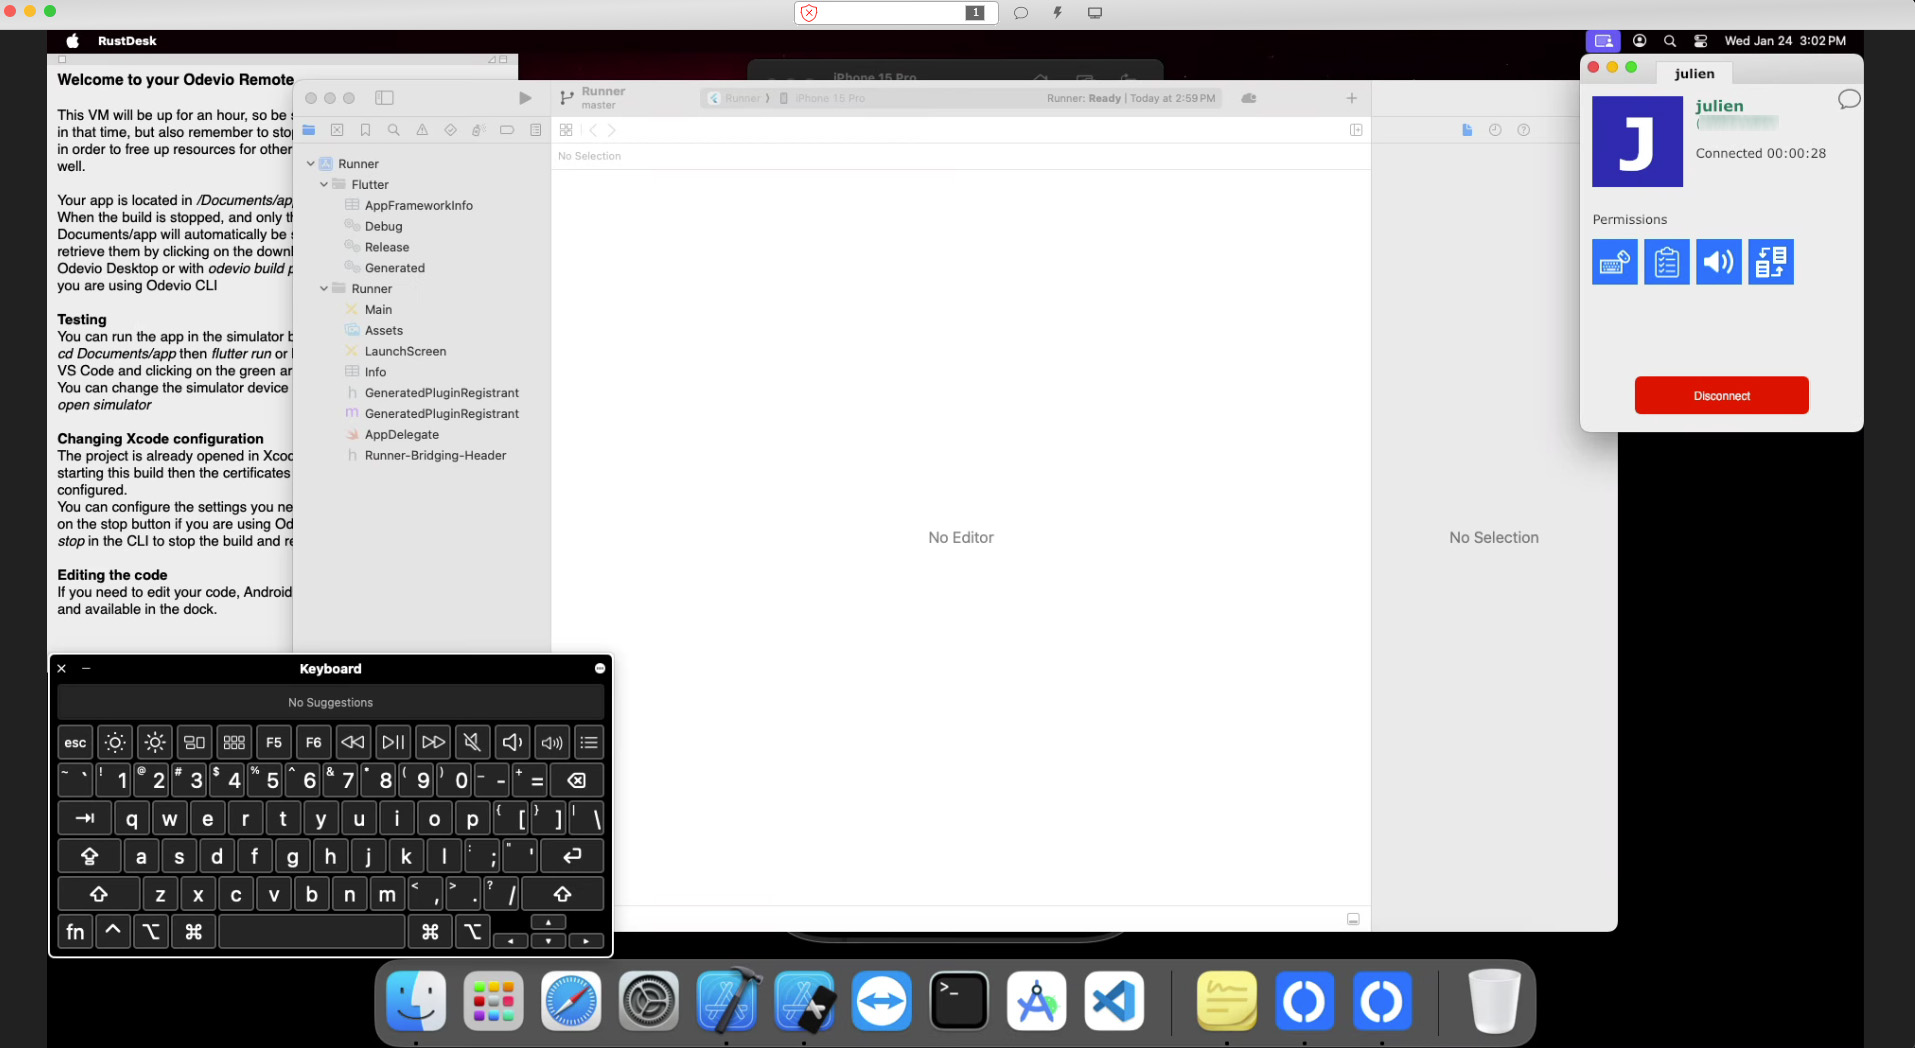 1
RustDesk
Wed Jan 24 3:02 PM
Welcome to your Odevio Remote
This VM will be up for an hour, so be
in that time, but also remember to stop
in order to free up resources for other
well.
Your app is located in /Documents/app
When the build is stopped, and only
Documents/app will automatically be
retrieve them by clicking on the
Odevio Desktop or with odevio build
you are using Odevio CLI
Testing
You can run the app in the simulator
cd Documents/app then flutter run or
VS Code and clicking on the green
You can change the simulator device
open simulator
Changing Xcode configuration
The project is already opened in
starting this build then the certificates
configured.
You can configure the settings you
on the stop button if you are using
stop in the CLI to stop the build and
Editing the code
If you need to edit your code, Android
and available in the dock.
iPhone 15 Pro
Runner
master
Runner
iPhone 15 Pro
Runner: Ready | Today at 2:59 PM
No Selection
Runner
Flutter
AppFrameworkInfo
Debug
Release
Generated
Runner
Main
Assets
LaunchScreen
Info
h GeneratedPluginRegistrant
m GeneratedPluginRegistrant
AppDelegate
h Runner-Bridging-Header
No Editor
No Selection
julien
J
julien
(
Connected 00:00:28
Permissions
Disconnect
Keyboard
No Suggestions
esc F5 F6
~ ` ! 1 @ 2 # 3 $ 4 % 5 ^ 6 & 7 * 8 ( 9 ) 0 _ - + =
q w e r t y u i o p { [ } ] | \
a s d f g h j k l : ; " '
z x c v b n m < , > . ? /
fn ^ ⌥ ⌘ ⌘ ⌥
>_